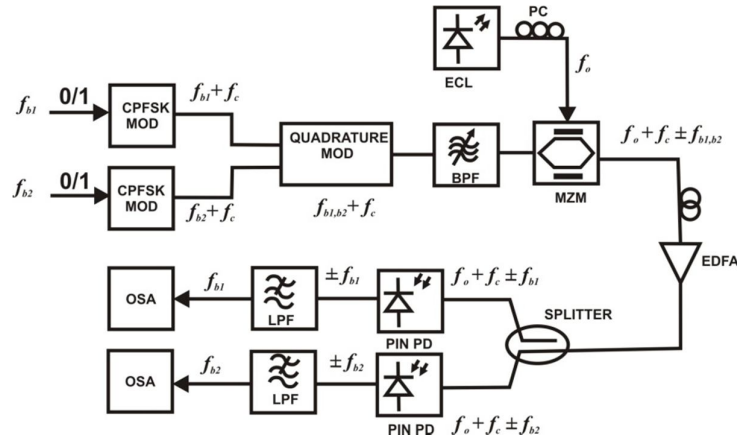 PC
ECL
f_o
f_b1
0/1
CPFSK
MOD
f_b1+f_c
QUADRATURE
MOD
BPF
MZM
f_o+f_c±f_b1,b2
f_b2
0/1
CPFSK
MOD
f_b2+f_c
f_b1,b2+f_c
EDFA
OSA
f_b1
LPF
±f_b1
PIN PD
f_o+f_c±f_b1
SPLITTER
OSA
f_b2
LPF
±f_b2
PIN PD
f_o+f_c±f_b2